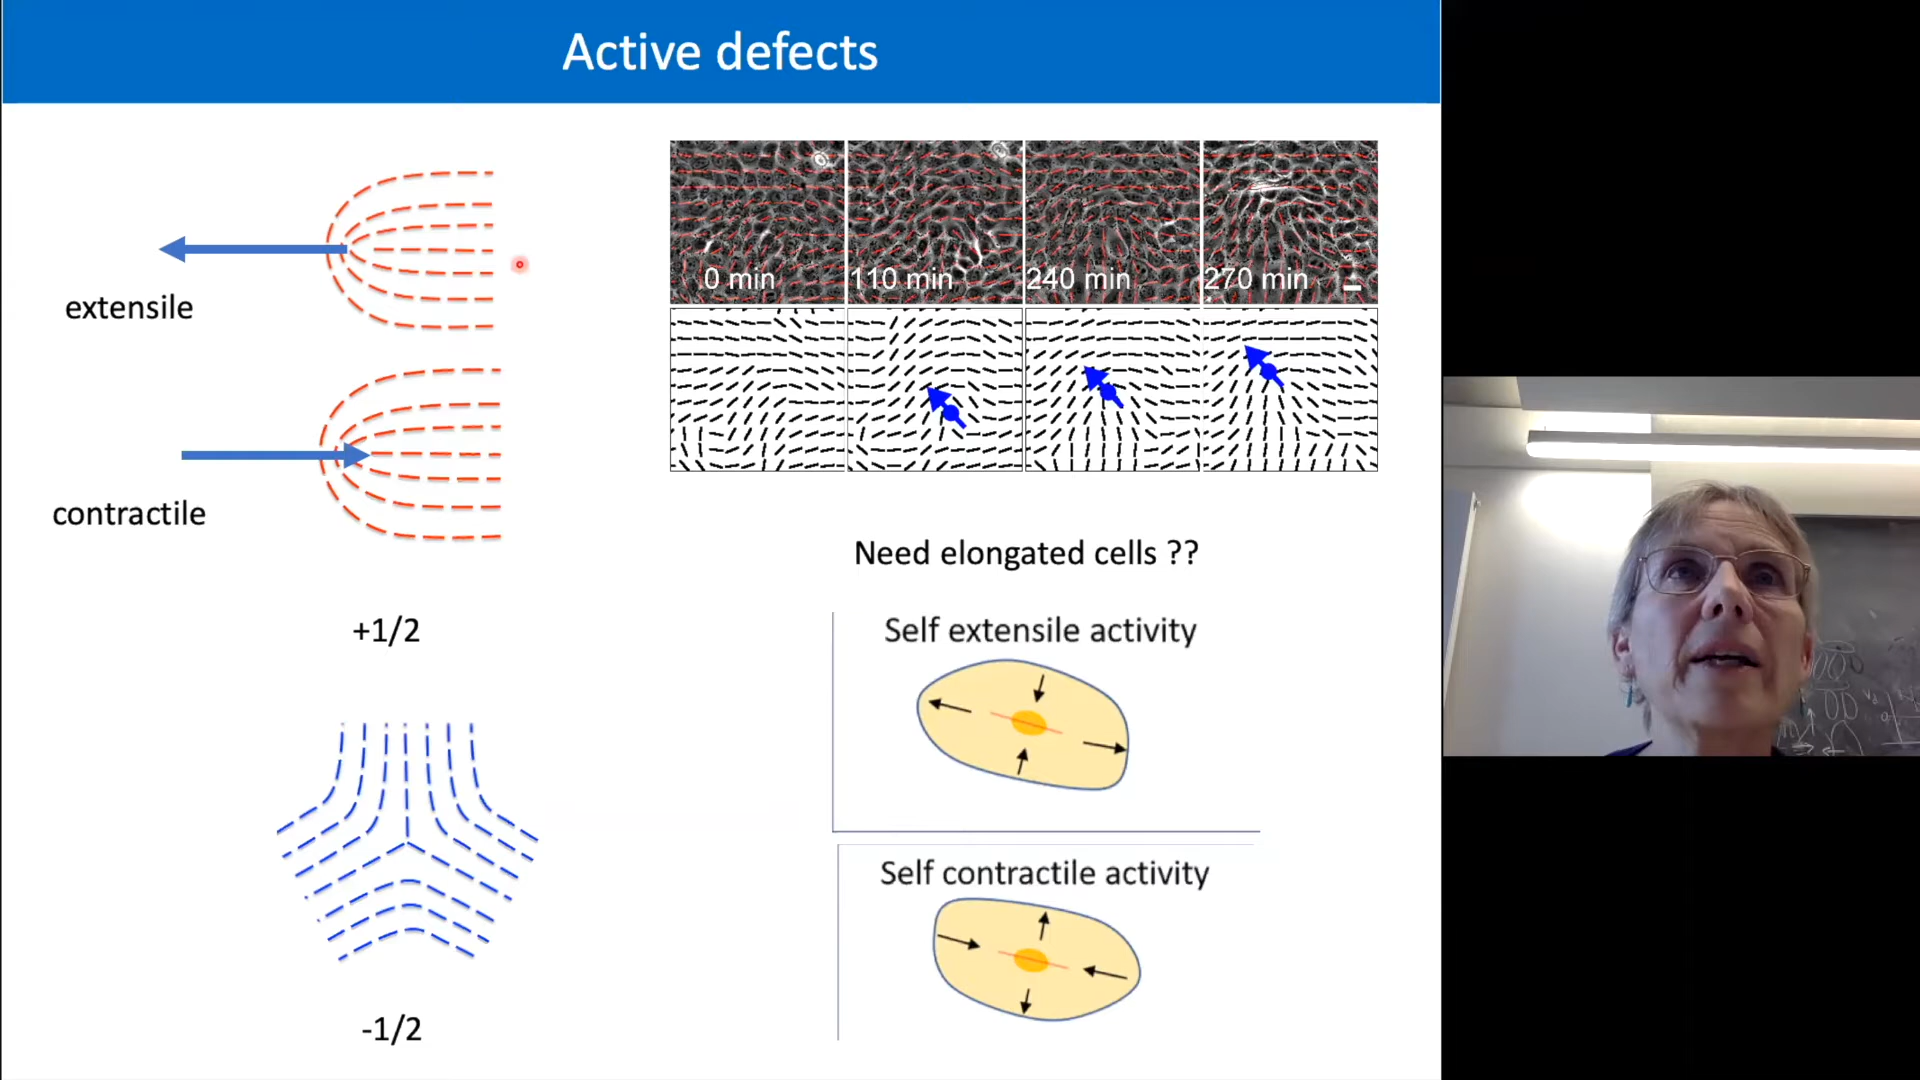 Active defects
extensile
contractile
+1/2
-1/2
0 min
110 min
240 min
270 min
Need elongated cells ??
Self extensile activity
Self contractile activity